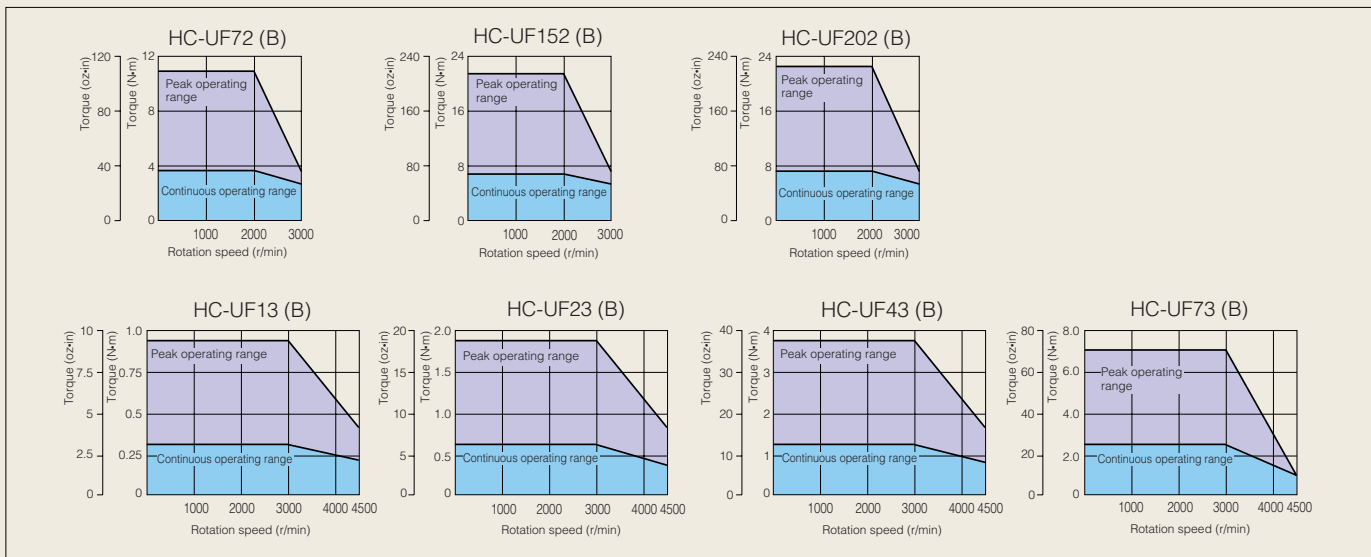 HC-UF72 (B)
Torque (oz•in)
120
80
40
0
Torque (N•m)
12
8
4
0
Peak operating
range
Continuous operating range
1000 2000 3000
Rotation speed (r/min)
HC-UF152 (B)
Torque (oz•in)
240
160
80
0
Torque (N•m)
24
16
8
0
Peak operating
range
Continuous operating range
1000 2000 3000
Rotation speed (r/min)
HC-UF202 (B)
Torque (oz•in)
240
160
80
0
Torque (N•m)
24
16
8
0
Peak operating
range
Continuous operating range
1000 2000 3000
Rotation speed (r/min)
HC-UF13 (B)
Torque (oz•in)
10
7.5
5
2.5
0
Torque (N•m)
1.0
0.75
0.5
0.25
0
Peak operating range
Continuous operating range
1000 2000 3000 4000 4500
Rotation speed (r/min)
HC-UF23 (B)
Torque (oz•in)
20
18
10
5
0
Torque (N•m)
2.0
1.5
1.0
0.5
0
Peak operating range
Continuous operating range
1000 2000 3000 4000 4500
Rotation speed (r/min)
HC-UF43 (B)
Torque (oz•in)
40
38
20
10
0
Torque (N•m)
4
3
2
1
0
Peak operating range
Continuous operating range
1000 2000 3000 4000 4500
Rotation speed (r/min)
HC-UF73 (B)
Torque (oz•in)
80
60
40
20
0
Torque (N•m)
8.0
6.0
4.0
2.0
0
Peak operating
range
Continuous operating range
1000 2000 3000 4000 4500
Rotation speed (r/min)